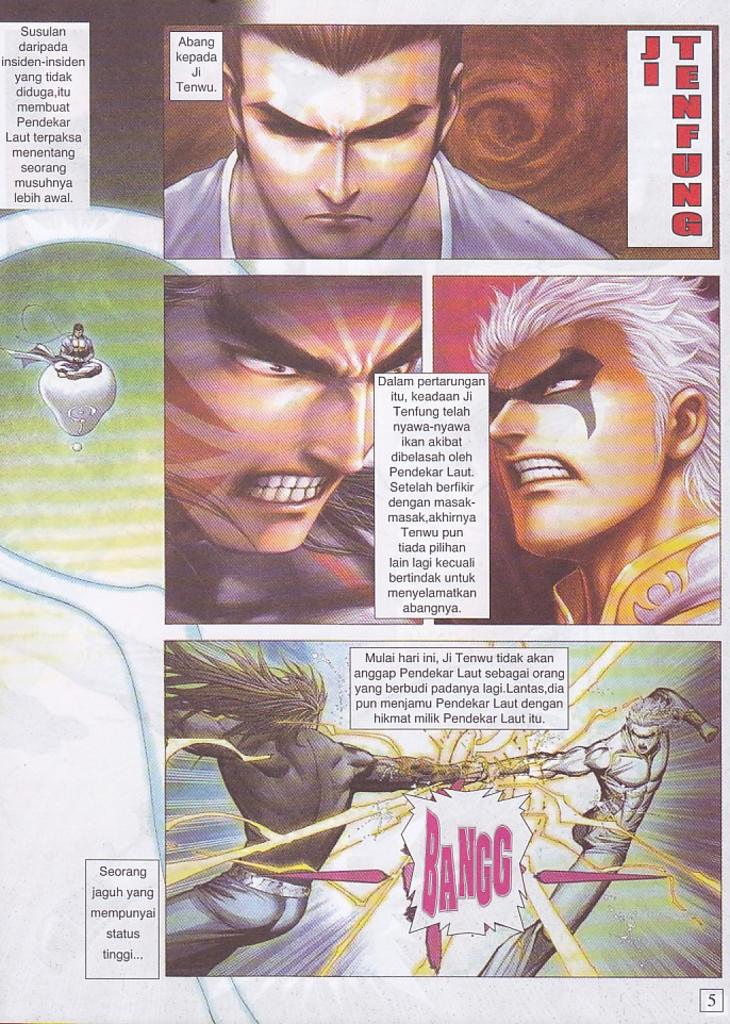 Susulan
daripada
insiden-insiden
yang tidak
diduga,itu
membuat
Pendekar
Laut terpaksa
menentang
seorang
musuhnya
lebih awal.
Abang
kepada
Ji
Tenwu.
JI
TENFUNG
Dalam pertarungan
itu, keadaan Ji
Tenfung telah
nyawa-nyawa
ikan akibat
dibelasah oleh
Pendekar Laut.
Setelah berfikir
dengan masak-
masak,akhirnya
Tenwu pun
tiada pilihan
lain lagi kecuali
bertindak untuk
menyelamatkan
abangnya.
Mulai hari ini, Ji Tenwu tidak akan
anggap Pendekar Laut sebagai orang
yang berbudi padanya lagi.Lantas,dia
pun menjamu Pendekar Laut dengan
hikmat milik Pendekar Laut itu.
BANGG
Seorang
jaguh yang
mempunyai
status
tinggi...
5